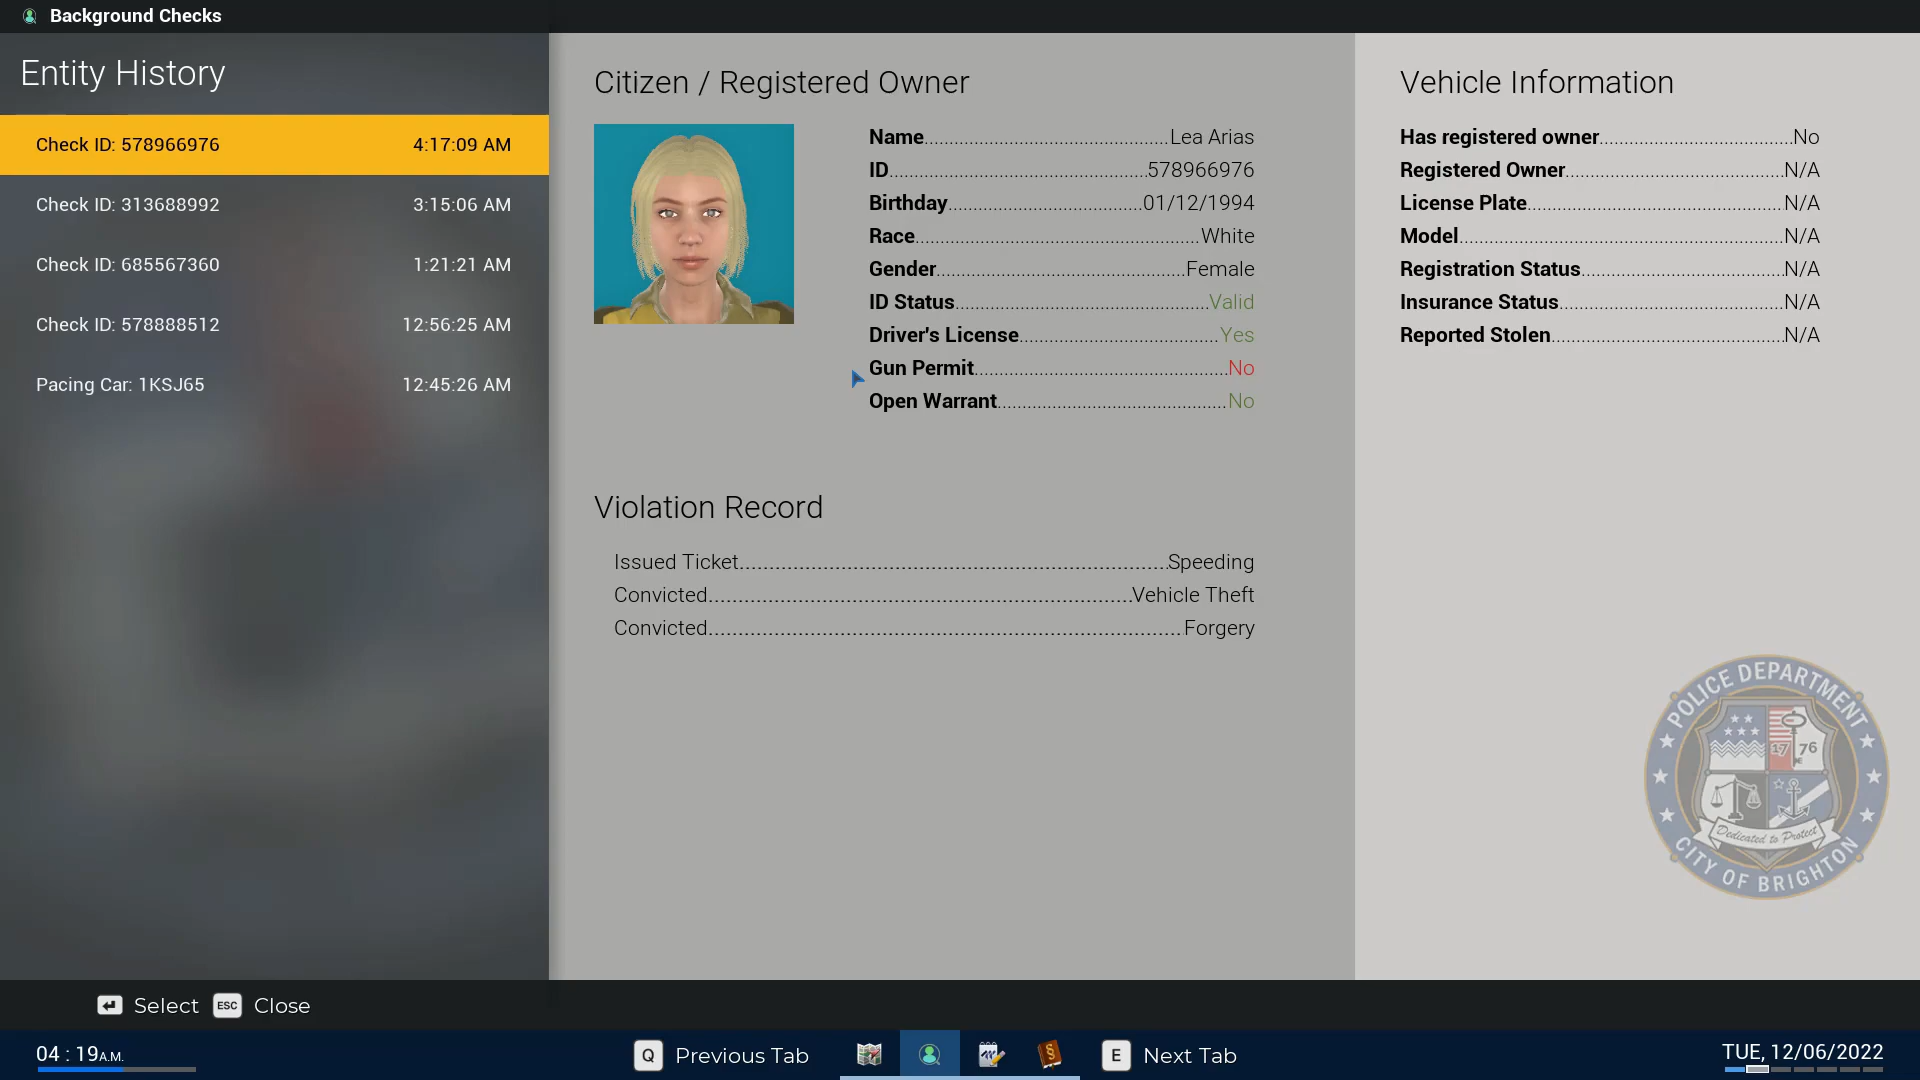 Background Checks
Entity History
Check ID: 578966976 4:17:09 AM
Check ID: 313688992 3:15:06 AM
Check ID: 685567360 1:21:21 AM
Check ID: 578888512 12:56:25 AM
Pacing Car: 1KSJ65 12:45:26 AM
Citizen / Registered Owner
Name Lea Arias
ID 578966976
Birthday 01/12/1994
Race White
Gender Female
ID Status Valid
Driver's License Yes
Gun Permit No
Open Warrant No
Violation Record
Issued Ticket Speeding
Convicted Vehicle Theft
Convicted Forgery
Vehicle Information
Has registered owner No
Registered Owner N/A
License Plate N/A
Model N/A
Registration Status N/A
Insurance Status N/A
Reported Stolen N/A
POLICE DEPARTMENT
17 76
Dedicated to Protect
CITY OF BRIGHTON
Select ESC Close
04 : 19 A.M.
Q Previous Tab § E Next Tab
TUE, 12/06/2022